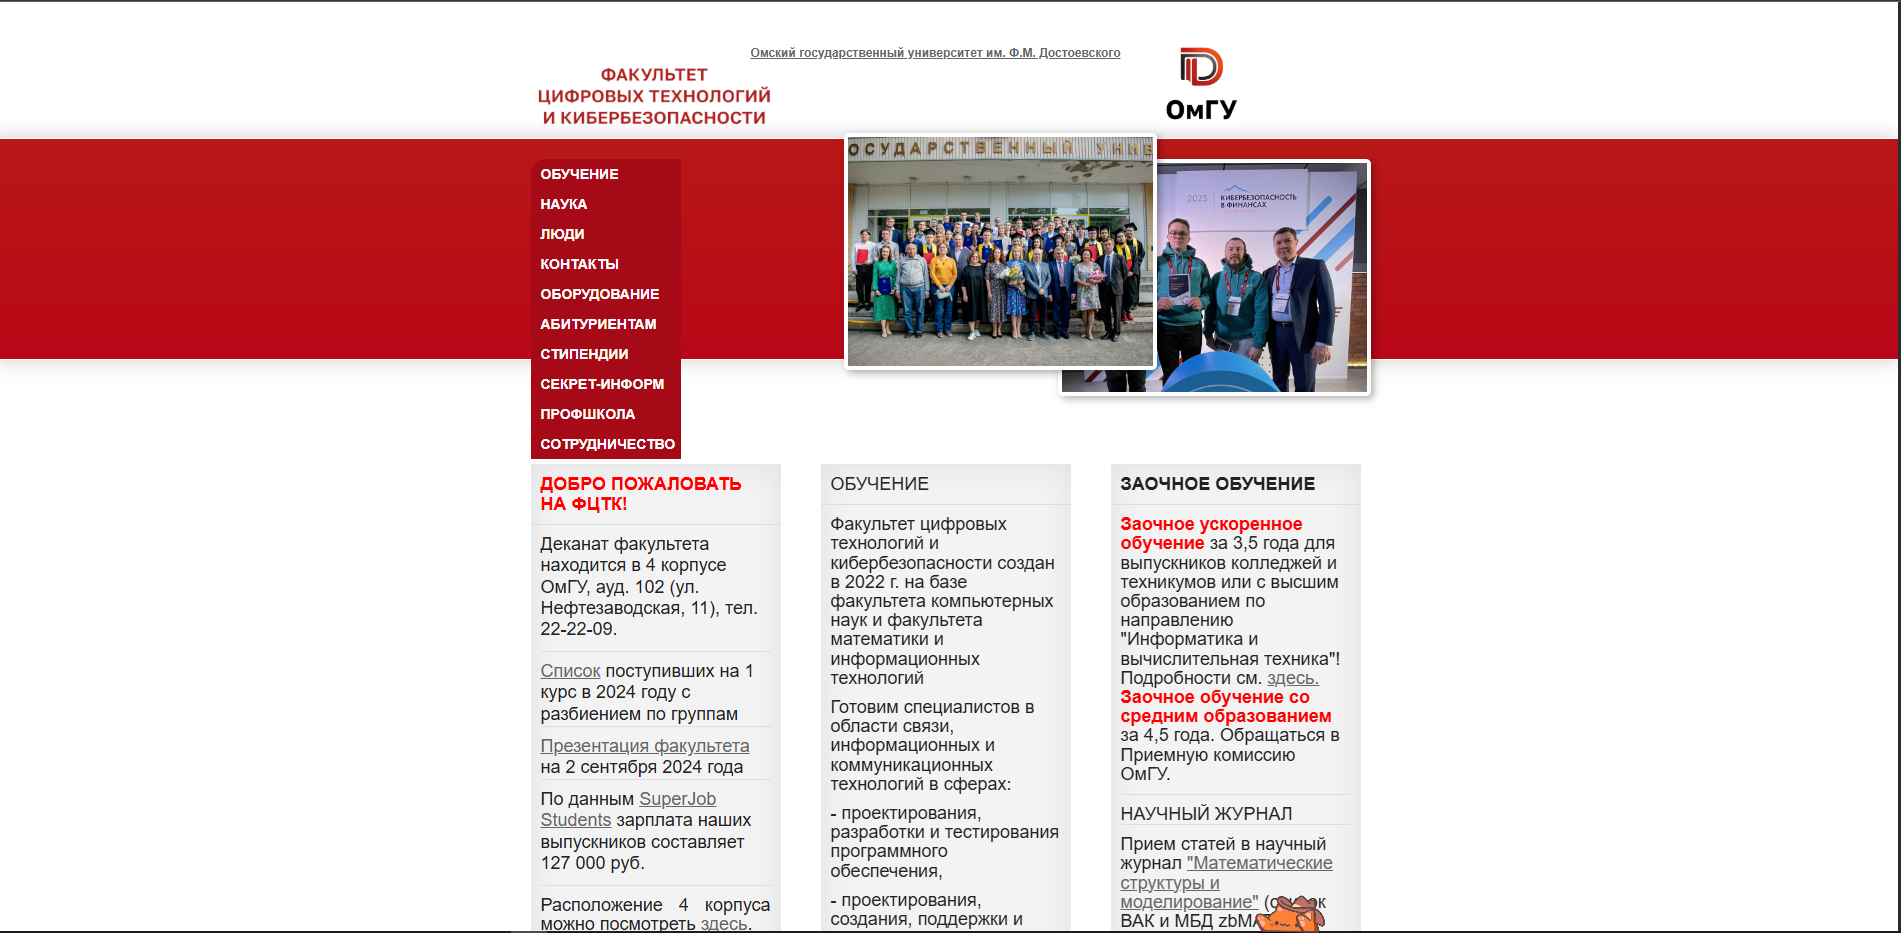 Омский государственный университет им. Ф.М. Достоевского
ФАКУЛЬТЕТ
ЦИФРОВЫХ ТЕХНОЛОГИЙ
И КИБЕРБЕЗОПАСНОСТИ
ОмГУ
ОБУЧЕНИЕ
НАУКА
ЛЮДИ
КОНТАКТЫ
ОБОРУДОВАНИЕ
АБИТУРИЕНТАМ
СТИПЕНДИИ
СЕКРЕТ-ИНФОРМ
ПРОФШКОЛА
СОТРУДНИЧЕСТВО
ОСУДАРСТВЕННЫЙ УНИВ
2023
КИБЕРБЕЗОПАСНОСТЬ
В ФИНАНСАХ
ДОБРО ПОЖАЛОВАТЬ
НА ФЦТК!
Деканат факультета
находится в 4 корпусе
ОмГУ, ауд. 102 (ул.
Нефтезаводская, 11), тел.
22-22-09.
Список поступивших на 1
курс в 2024 году с
разбиением по группам
Презентация факультета
на 2 сентября 2024 года
По данным SuperJob
Students зарплата наших
выпускников составляет
127 000 руб.
Расположение 4 корпуса
можно посмотреть здесь.
ОБУЧЕНИЕ
Факультет цифровых
технологий и
кибербезопасности создан
в 2022 г. на базе
факультета компьютерных
наук и факультета
математики и
информационных
технологий
Готовим специалистов в
области связи,
информационных и
коммуникационных
технологий в сферах:
- проектирования,
разработки и тестирования
программного
обеспечения,
- проектирования,
создания, поддержки и
ЗАОЧНОЕ ОБУЧЕНИЕ
Заочное ускоренное
обучение за 3,5 года для
выпускников колледжей и
техникумов или с высшим
образованием по
направлению
"Информатика и
вычислительная техника"!
Подробности см. здесь.
Заочное обучение со
средним образованием
за 4,5 года. Обращаться в
Приемную комиссию
ОмГУ.
НАУЧНЫЙ ЖУРНАЛ
Прием статей в научный
журнал "Математические
структуры и
моделирование"
ВАК и МБД